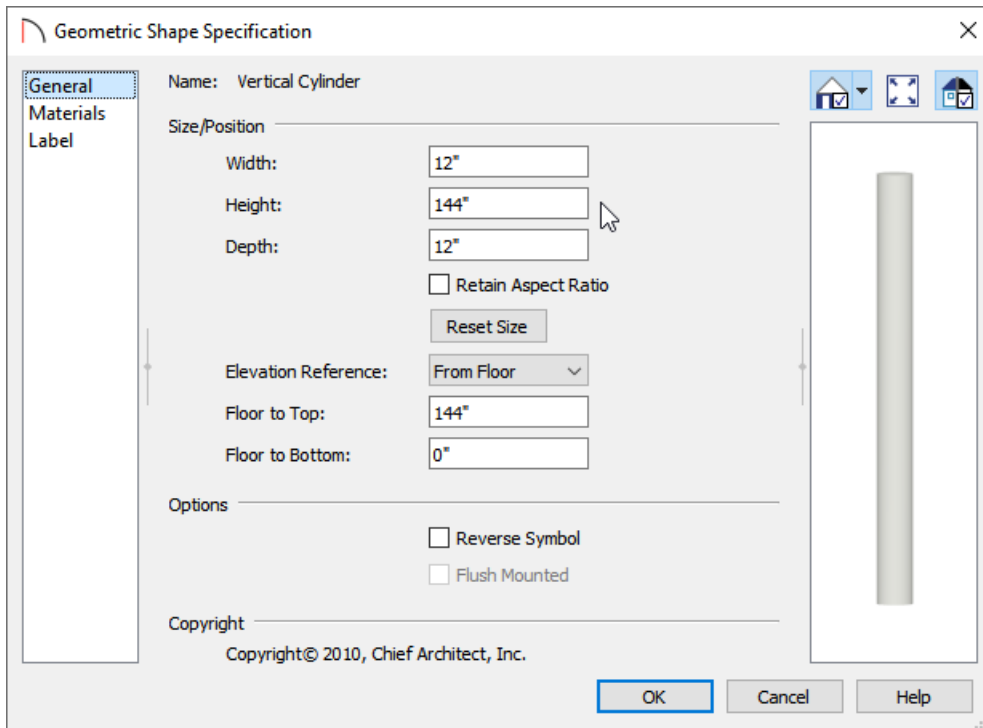 Geometric Shape Specification
General
Materials
Label
Name: Vertical Cylinder
Size/Position
Width: 12"
Height: 144"
Depth: 12"
Retain Aspect Ratio
Reset Size
Elevation Reference: From Floor
Floor to Top: 144"
Floor to Bottom: 0"
Options
Reverse Symbol
Flush Mounted
Copyright
Copyright© 2010, Chief Architect, Inc.
OK Cancel Help